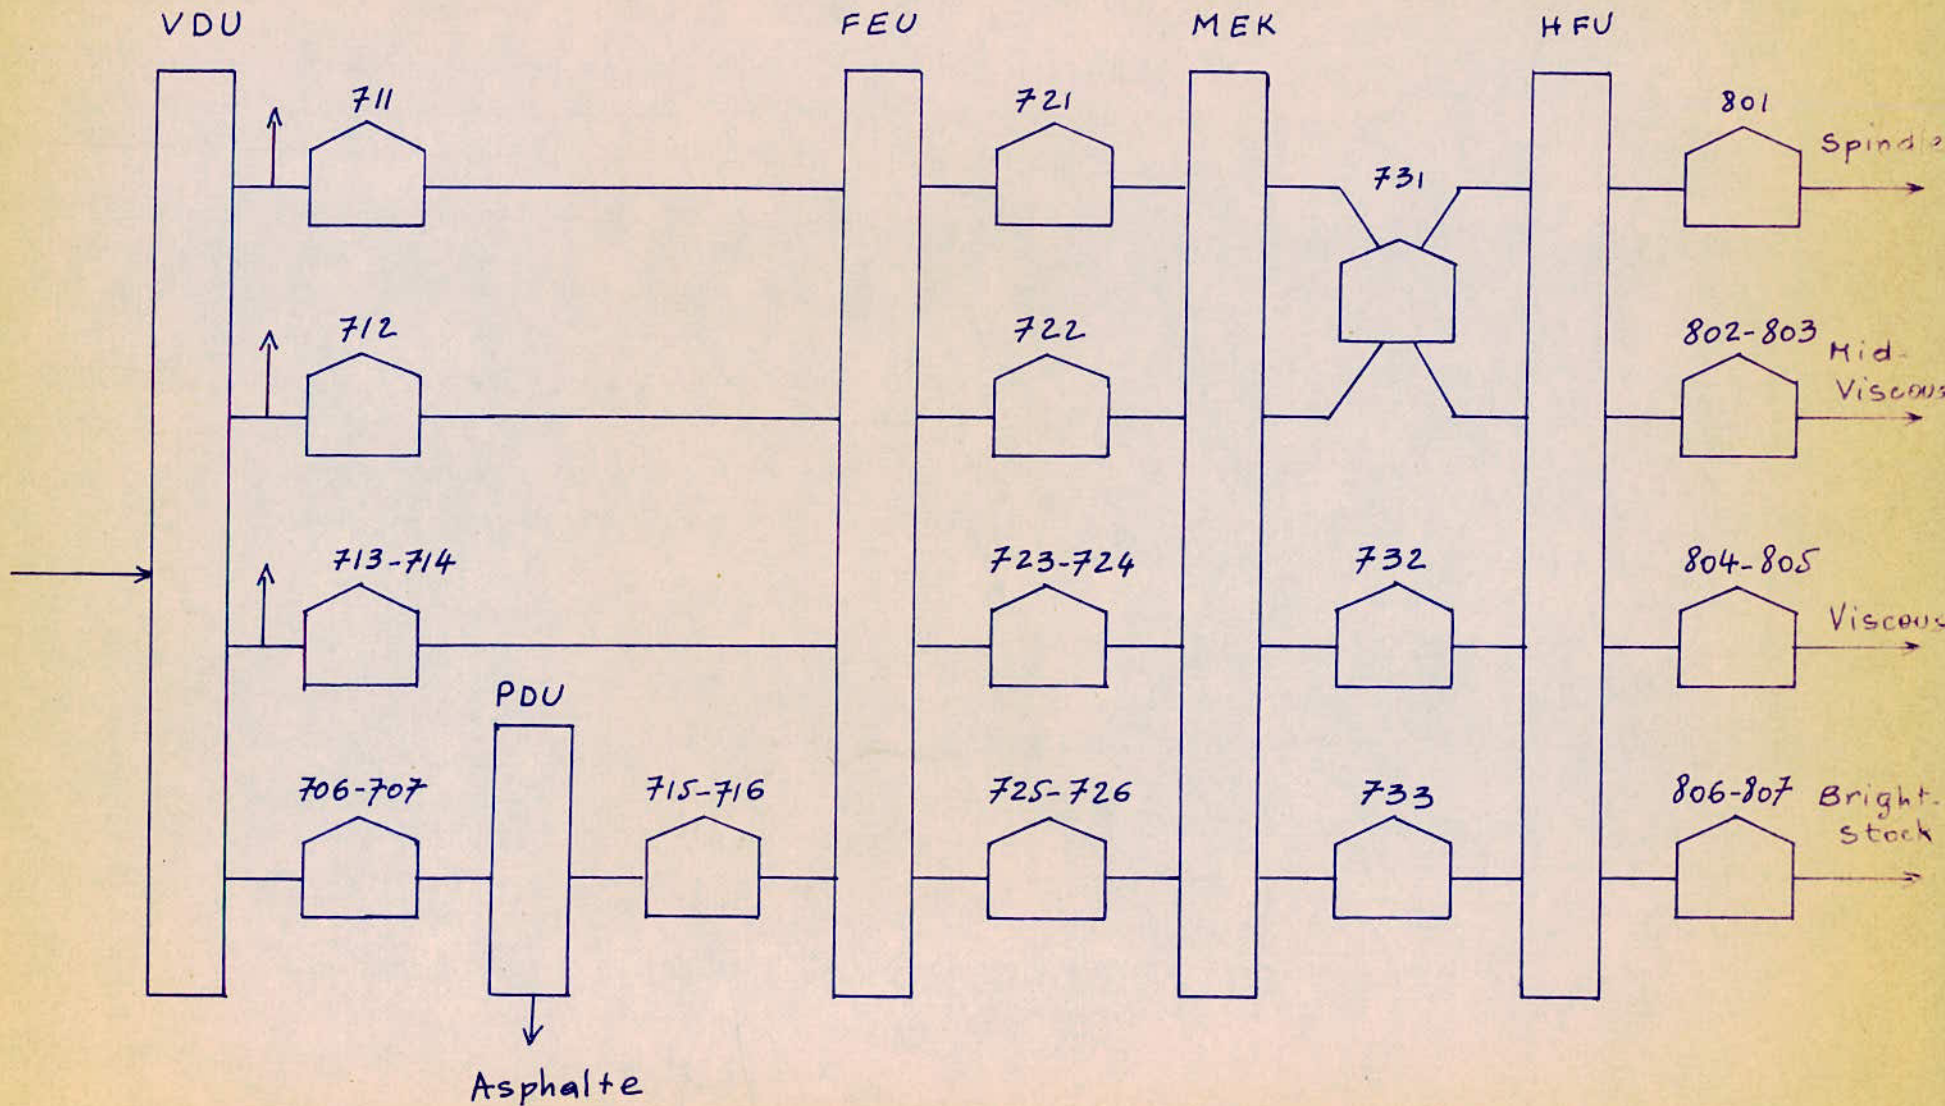 VDU FEU MEK HFU
711 721 801
Spindle
731
712 722 802-803
Mid-
Viscous
713-714 723-724 732 804-805
Viscous
PDU
706-707 715-716 725-726 733 806-807
Bright-
stock
Asphalte